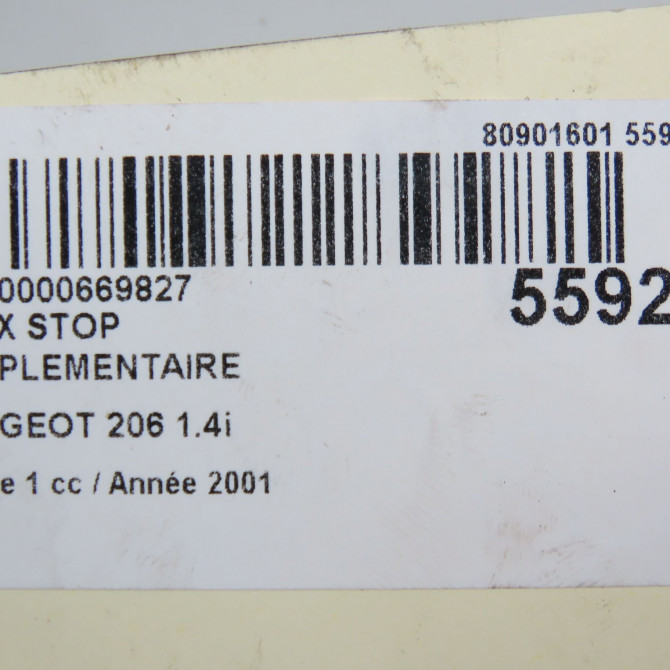 80901601 559
0000669827
5592
X STOP
PLEMENTAIRE
GEOT 206 1.4i
e 1 cc / Année 2001